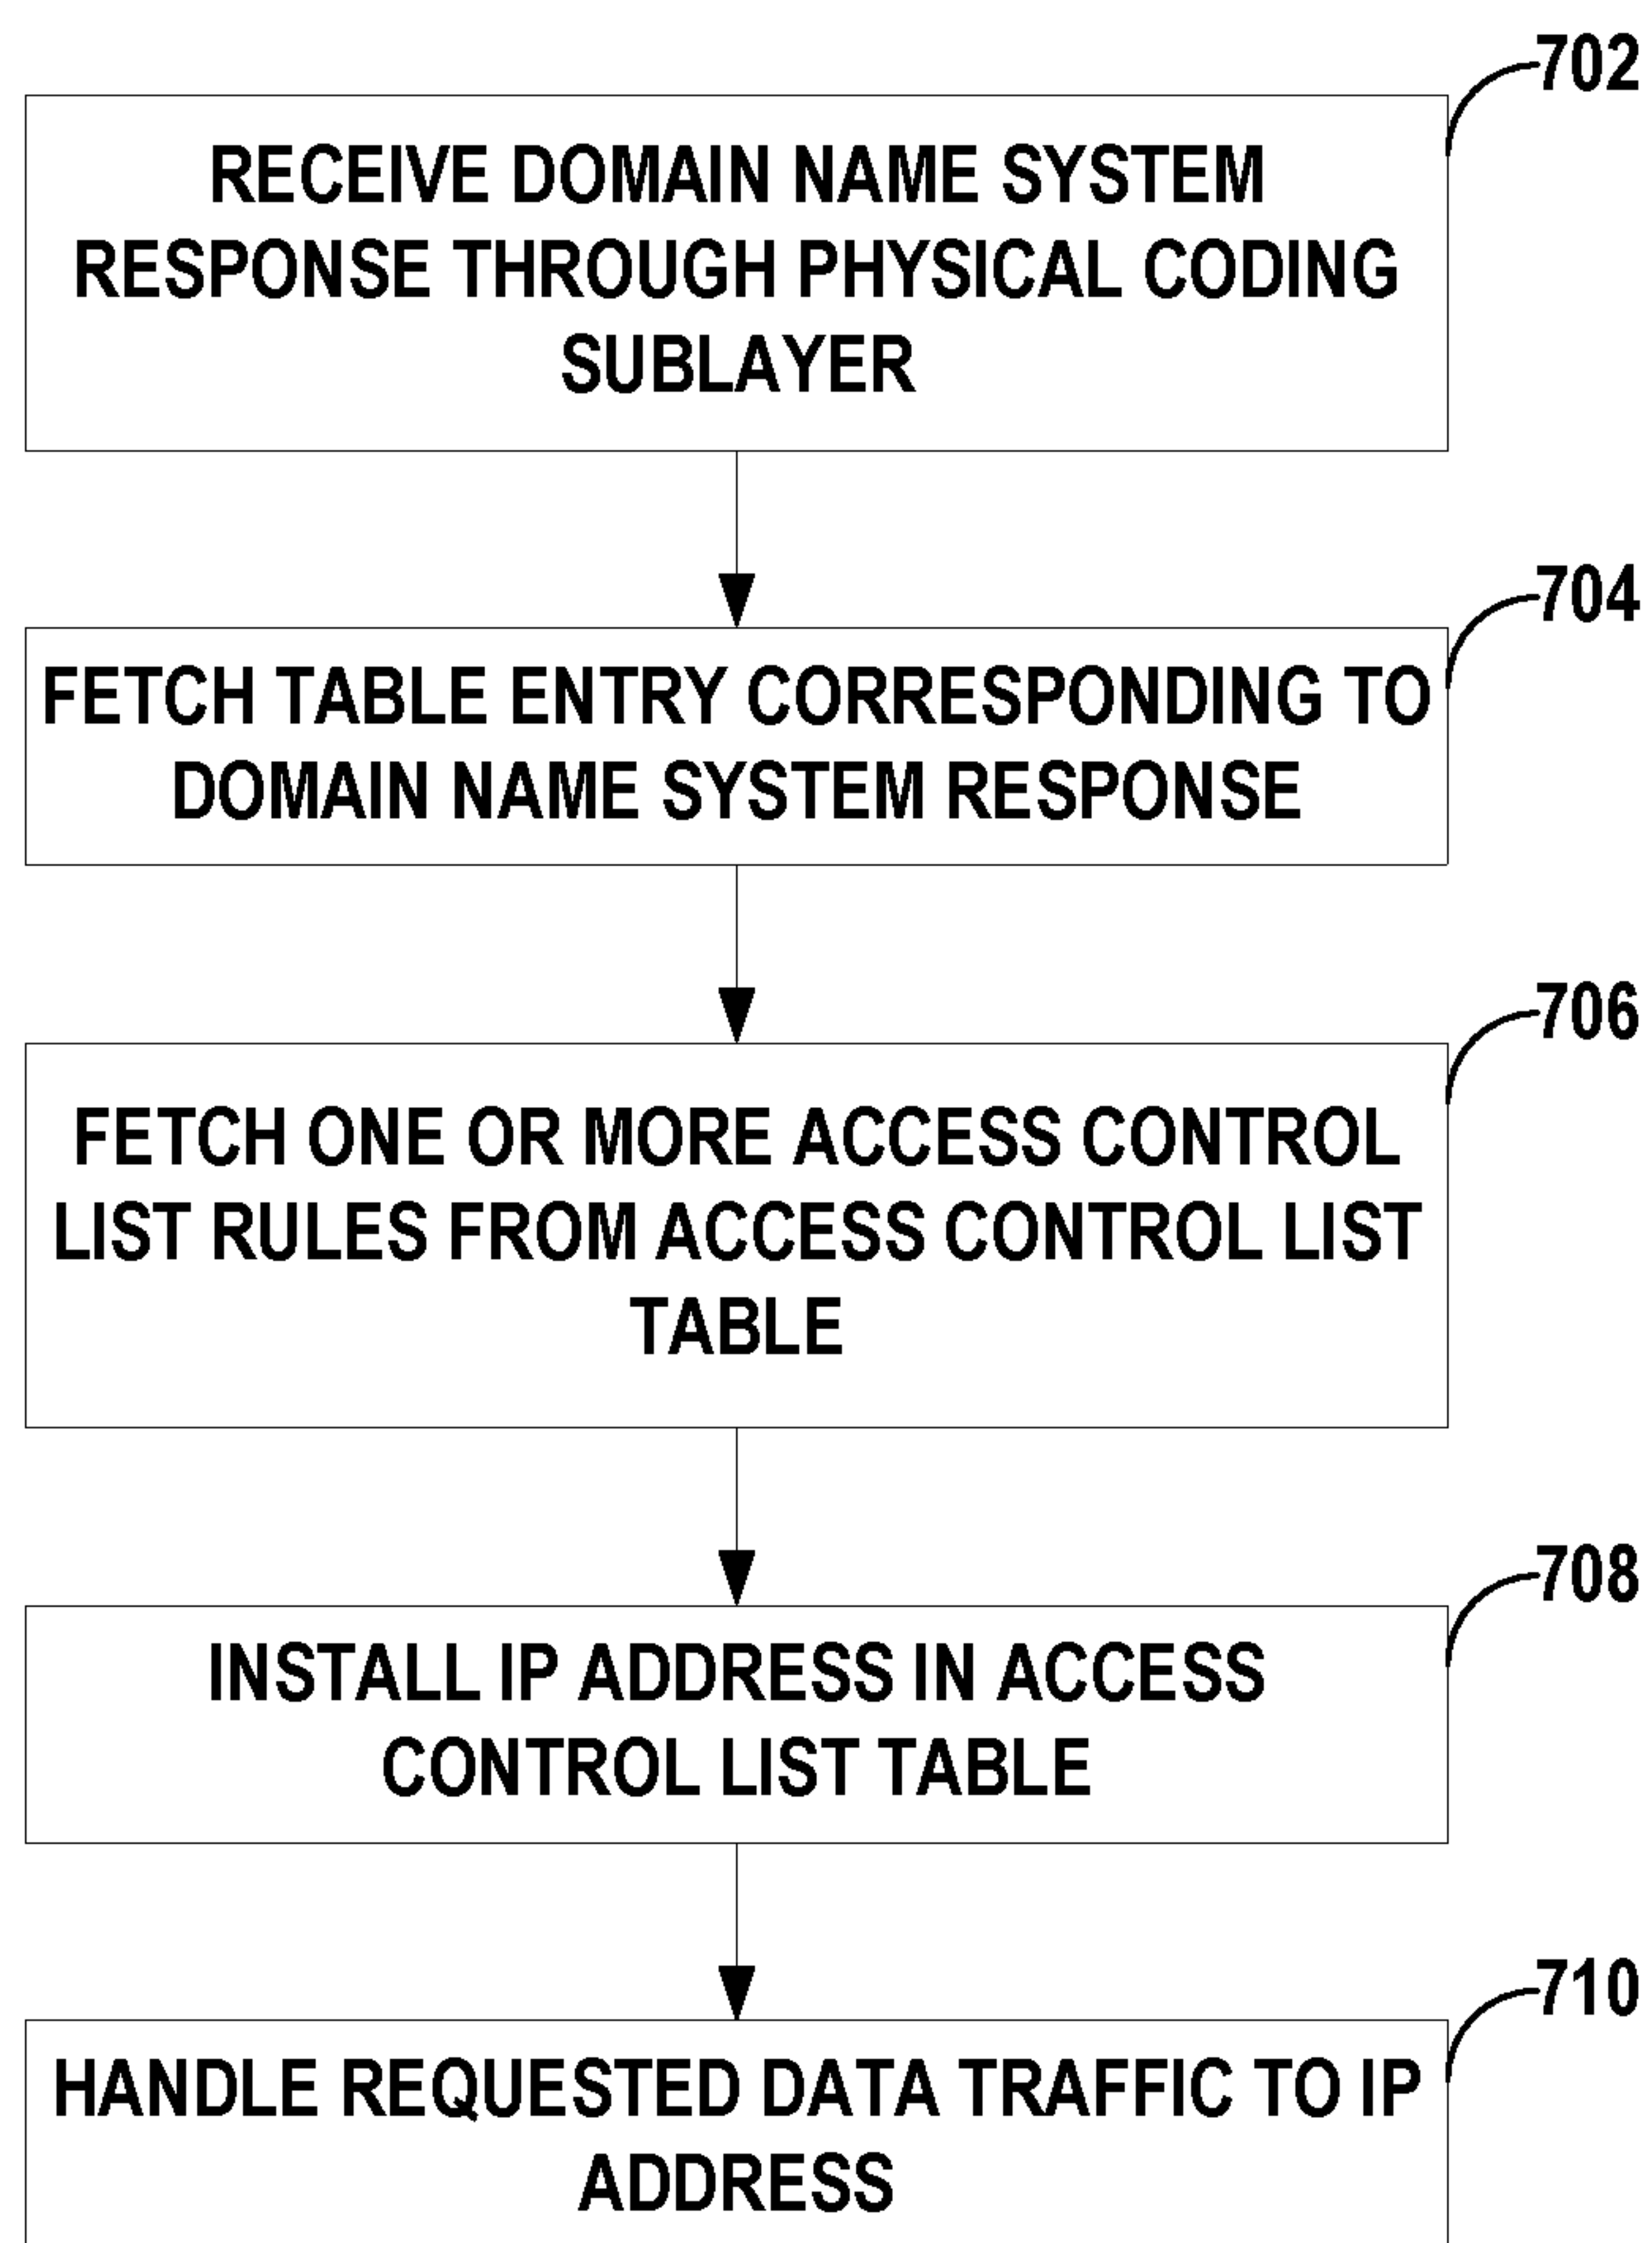 702
RECEIVE DOMAIN NAME SYSTEM
RESPONSE THROUGH PHYSICAL CODING
SUBLAYER
704
FETCH TABLE ENTRY CORRESPONDING TO
DOMAIN NAME SYSTEM RESPONSE
706
FETCH ONE OR MORE ACCESS CONTROL
LIST RULES FROM ACCESS CONTROL LIST
TABLE
708
INSTALL IP ADDRESS IN ACCESS
CONTROL LIST TABLE
710
HANDLE REQUESTED DATA TRAFFIC TO IP
ADDRESS